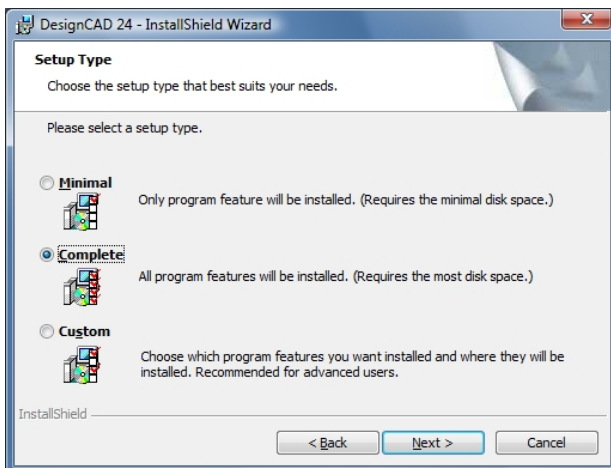 DesignCAD 24 - InstallShield Wizard
Setup Type
Choose the setup type that best suits your needs.
Please select a setup type.
Minimal
Only program feature will be installed. (Requires the minimal disk space.)
Complete
All program features will be installed. (Requires the most disk space.)
Custom
Choose which program features you want installed and where they will be
installed. Recommended for advanced users.
InstallShield
< Back Next > Cancel